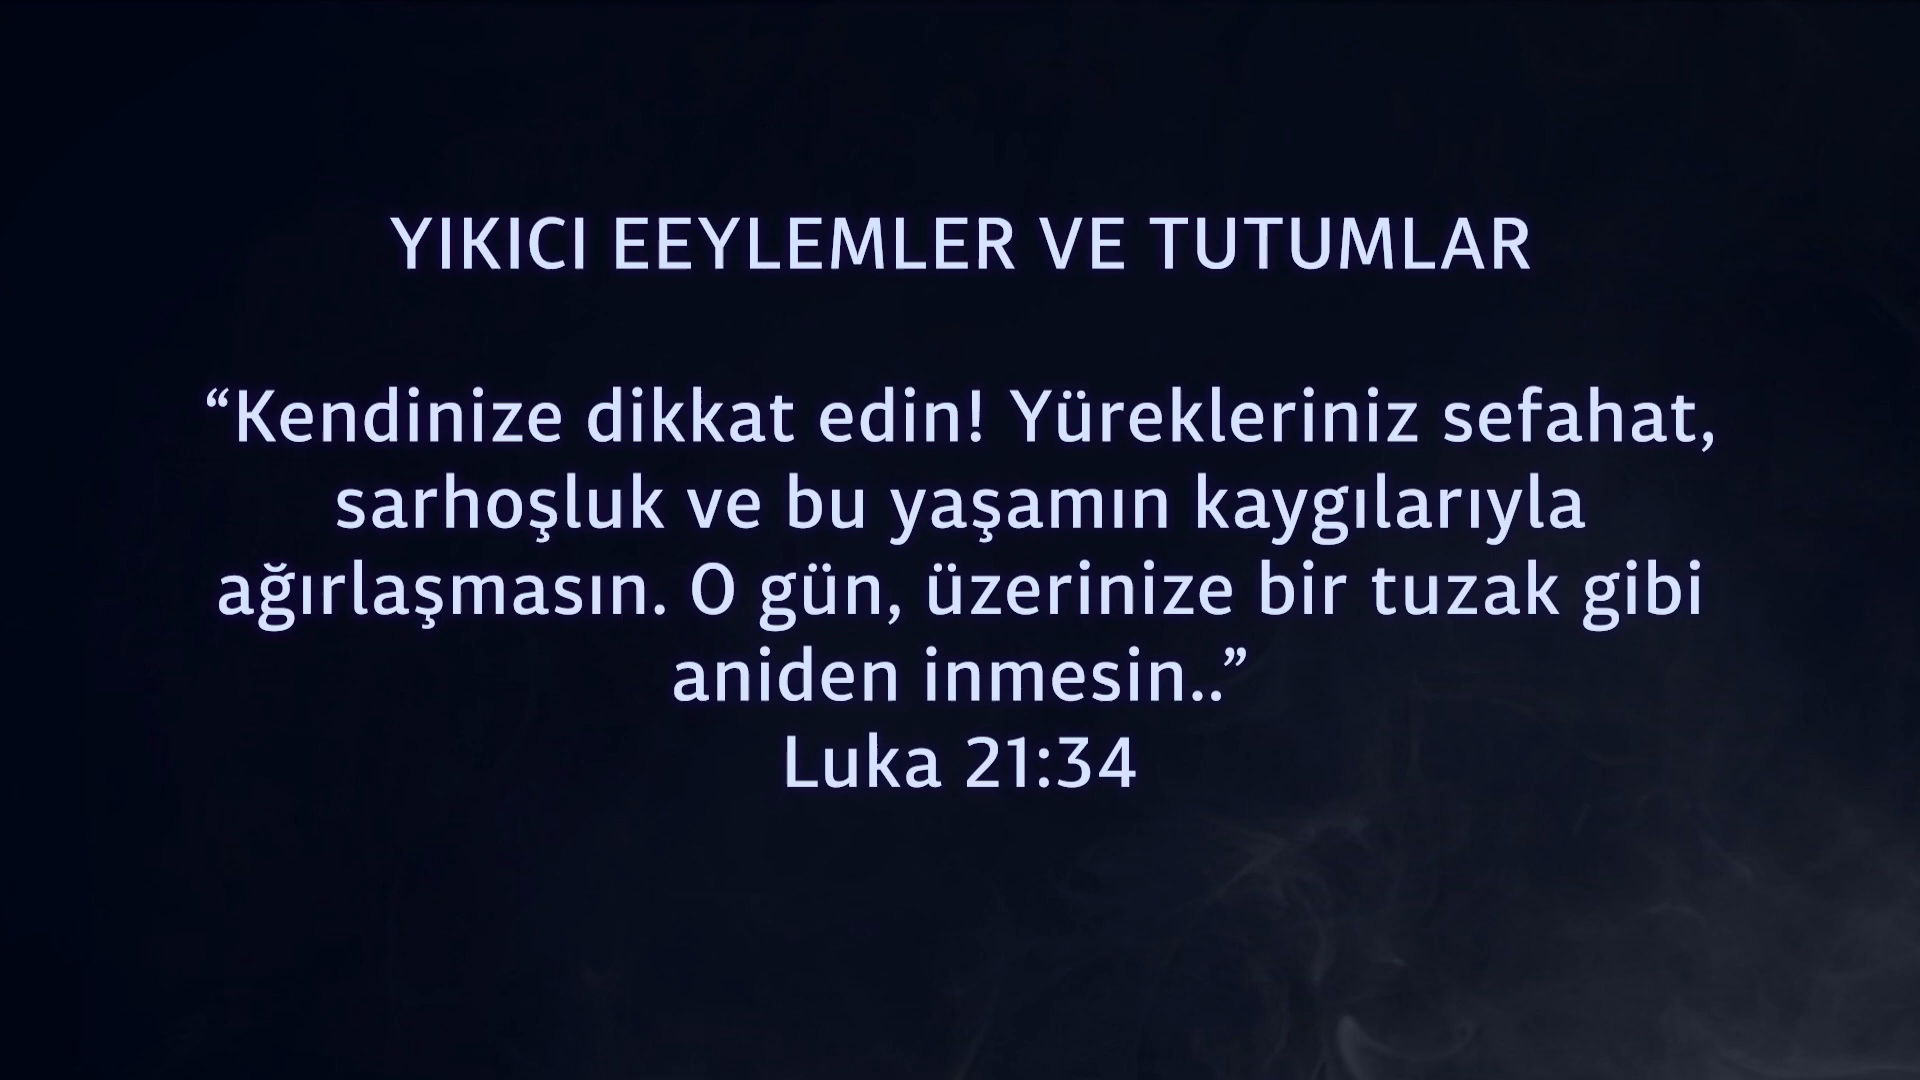 YIKICI EEYLEMLER VE TUTUMLAR
“Kendinize dikkat edin! Yürekleriniz sefahat,
sarhoşluk ve bu yaşamın kaygılarıyla
ağırlaşmasın. O gün, üzerinize bir tuzak gibi
aniden inmesin..”
Luka 21:34